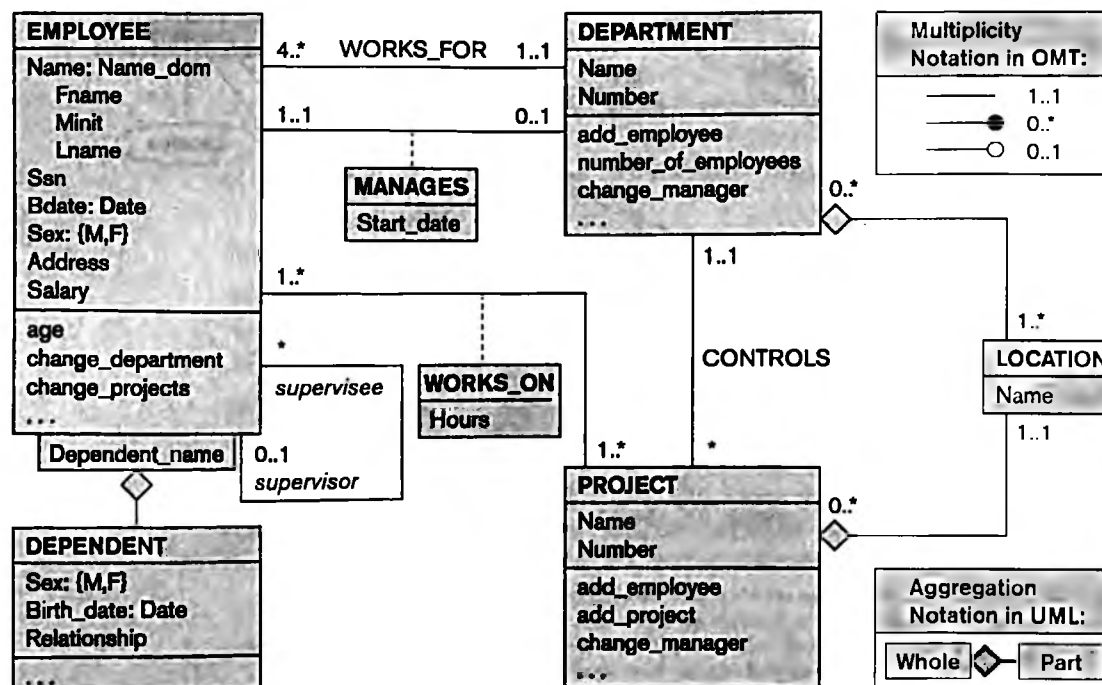 EMPLOYEE
Name: Name_dom
Fname
Minit
Lname
Ssn
Bdate: Date
Sex: {M,F}
Address
Salary
age
change_department
change_projects
...
4..*
WORKS_FOR
1..1
1..1
0..1
MANAGES
Start_date
DEPARTMENT
Name
Number
add_employee
number_of_employees
change_manager
...
Multiplicity
Notation in OMT:
1..1
0..*
0..1
0..*
1..1
1..*
WORKS_ON
Hours
*
supervisee
0..1
supervisor
CONTROLS
1..*
LOCATION
Name
1..1
Dependent_name
DEPENDENT
Sex: {M,F}
Birth_date: Date
Relationship
...
1..*
*
PROJECT
Name
Number
add_employee
add_project
change_manager
...
0..*
Aggregation
Notation in UML:
Whole
Part